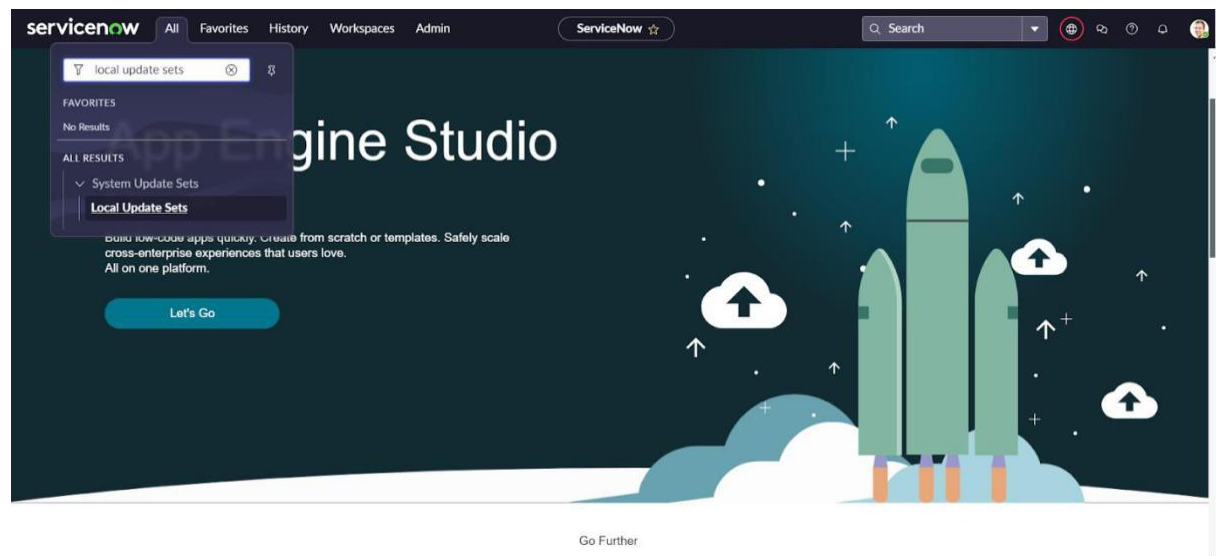 servicenow All Favorites History Workspaces Admin ServiceNow Search
local update sets
FAVORITES
No Results
App Engine Studio
ALL RESULTS
System Update Sets
Local Update Sets
Build low-code apps quickly. Create from scratch or templates. Safely scale
cross-enterprise experiences that users love.
All on one platform.
Let's Go
Go Further